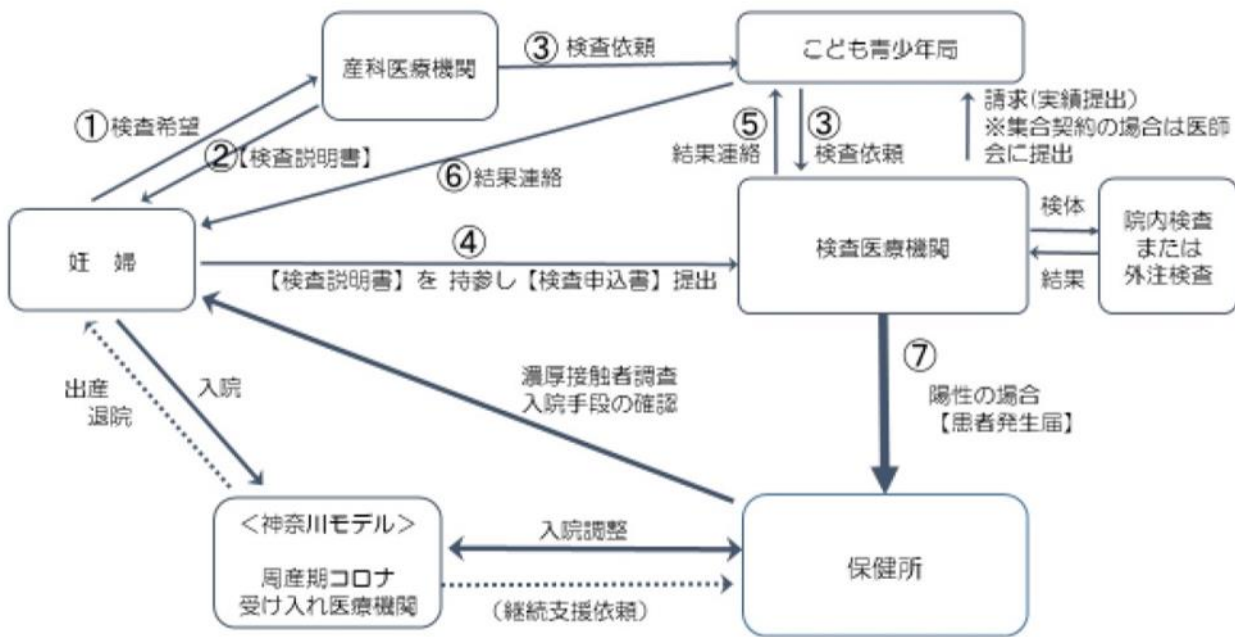 産科医療機関
③ 検査依頼
こども青少年局
① 検査希望
②【検査説明書】
⑥ 結果連絡
⑤
結果連絡
③
検査依頼
請求(実績提出)
※集合契約の場合は医師
会に提出
妊 婦
④
【検査説明書】を 持参し【検査申込書】提出
検査医療機関
検体
結果
院内検査
または
外注検査
出産
退院
入院
濃厚接触者調査
入院手段の確認
⑦
陽性の場合
【患者発生届】
＜神奈川モデル＞
周産期コロナ
受け入れ医療機関
入院調整
(継続支援依頼)
保健所